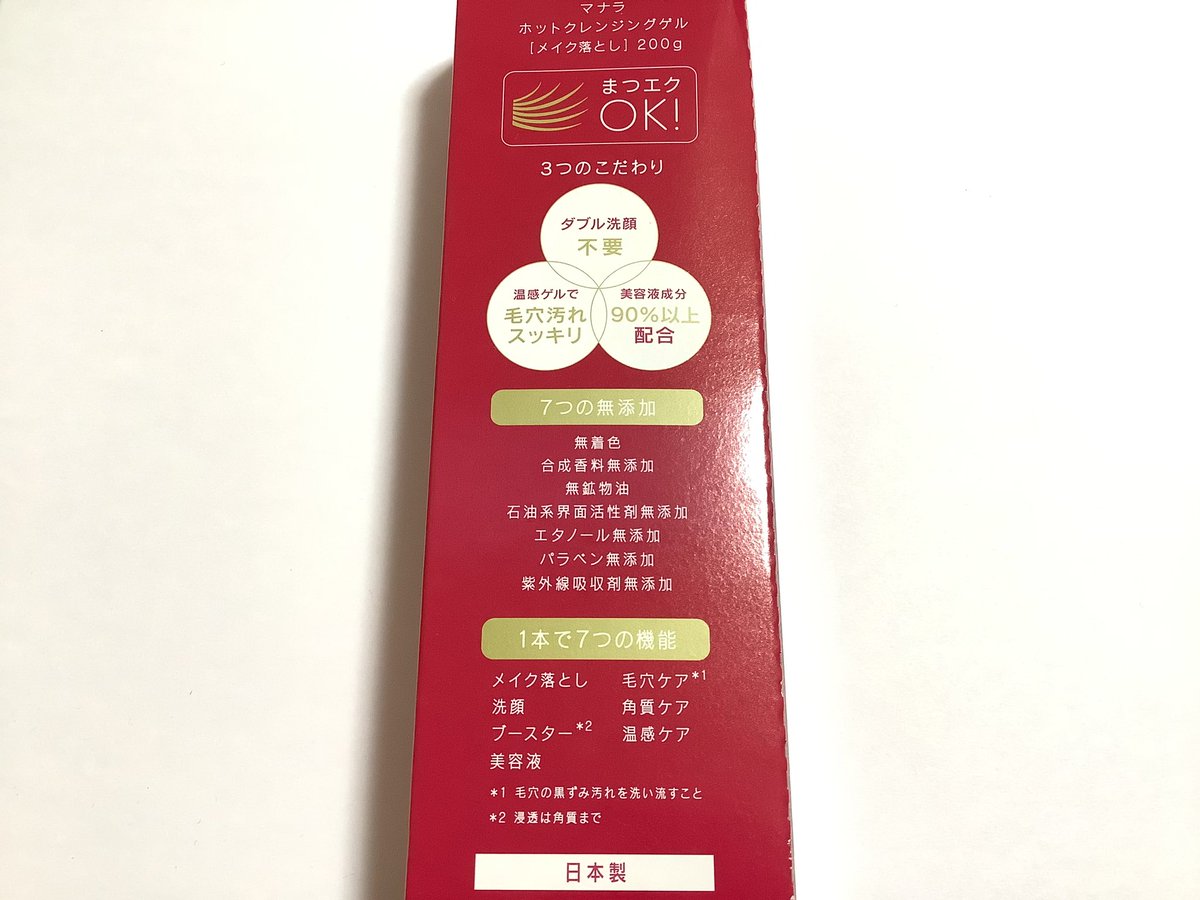 マナラ
ホットクレンジングゲル
[メイク落とし] 200g
まつエク
OK!
3つのこだわり
ダブル洗顔
不要
温感ゲルで
毛穴汚れ
スッキリ
美容液成分
90%以上
配合
7つの無添加
無着色
合成香料無添加
無鉱物油
石油系界面活性剤無添加
エタノール無添加
パラベン無添加
紫外線吸収剤無添加
1本で7つの機能
メイク落とし 毛穴ケア*1
洗顔 角質ケア
ブースター*2 温感ケア
美容液
*1 毛穴の黒ずみ汚れを洗い流すこと
*2 浸透は角質まで
日本製